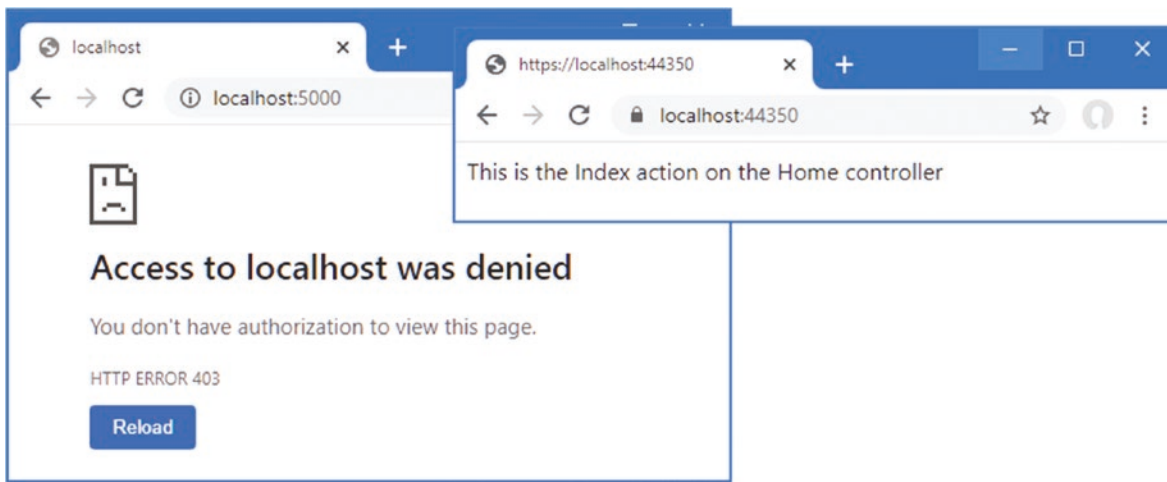 localhost
localhost:5000
Access to localhost was denied
You don't have authorization to view this page.
HTTP ERROR 403
Reload
https://localhost:44350
localhost:44350
This is the Index action on the Home controller